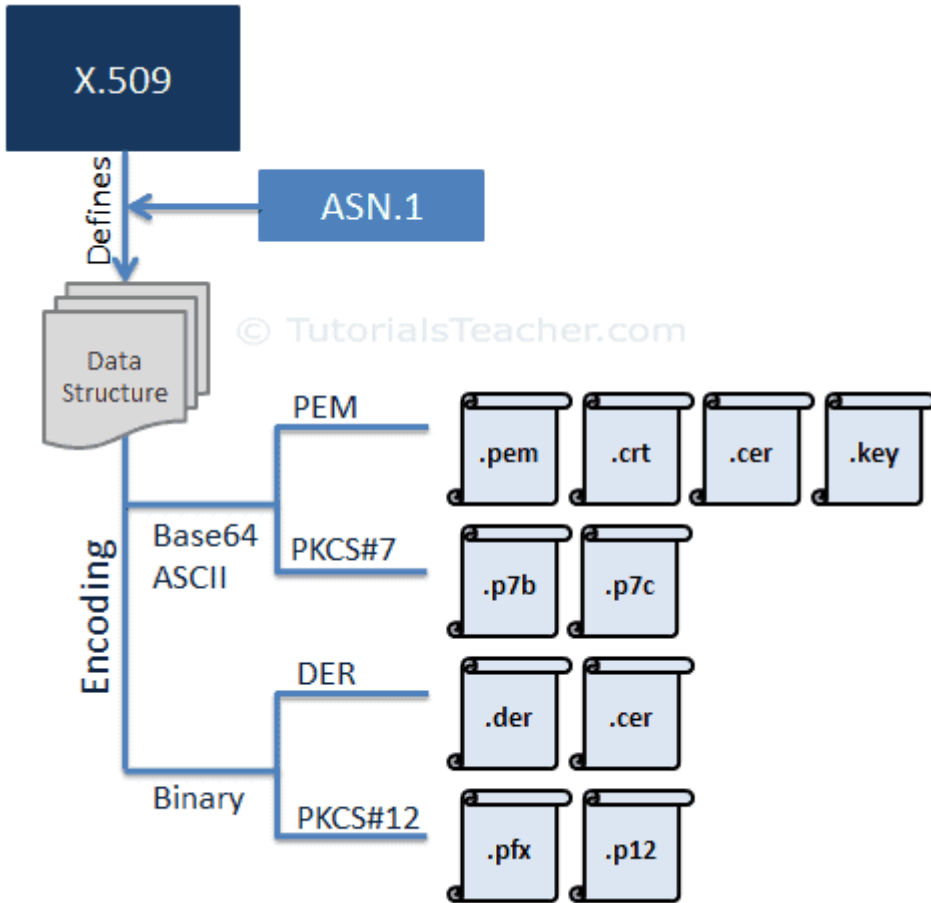 X.509
Defines
ASN.1
© TutorialsTeacher.com
Data
Structure
Encoding
Base64
ASCII
PEM
.pem
.crt
.cer
.key
PKCS#7
.p7b
.p7c
Binary
DER
.der
.cer
PKCS#12
.pfx
.p12